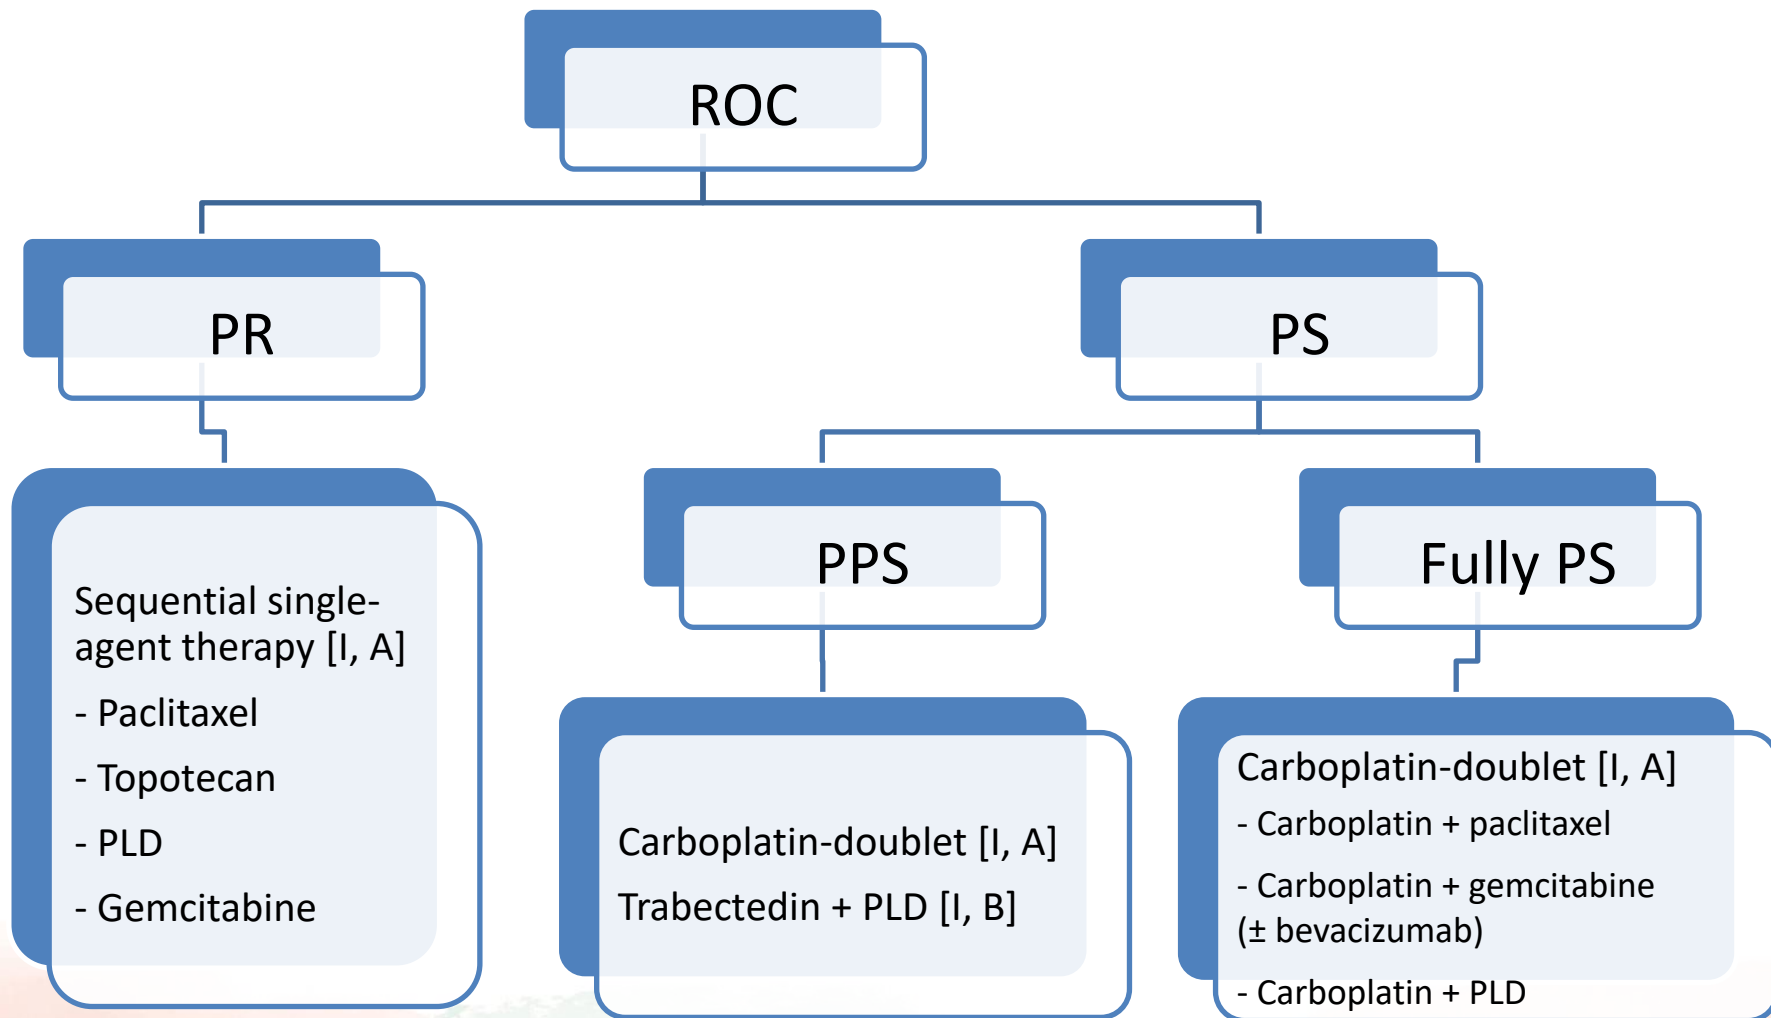 ROC
PR
PS
PPS
Fully PS
Sequential single-
agent therapy [I, A]
- Paclitaxel
- Topotecan
- PLD
- Gemcitabine
Carboplatin-doublet [I, A]
Trabectedin + PLD [I, B]
Carboplatin-doublet [I, A]
- Carboplatin + paclitaxel
- Carboplatin + gemcitabine
(± bevacizumab)
- Carboplatin + PLD